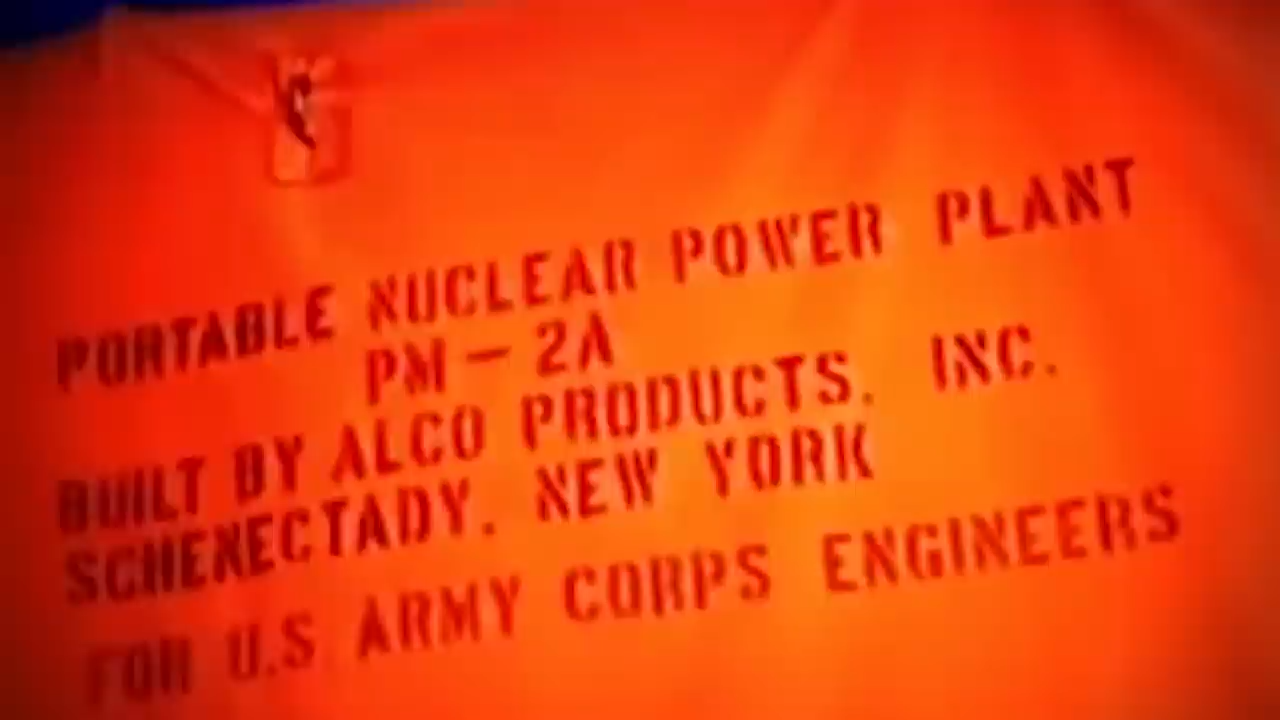 PORTABLE NUCLEAR POWER PLANT
PM - 2A
BUILT BY ALCO PRODUCTS, INC.
SCHENECTADY, NEW YORK
FOR U.S ARMY CORPS ENGINEERS